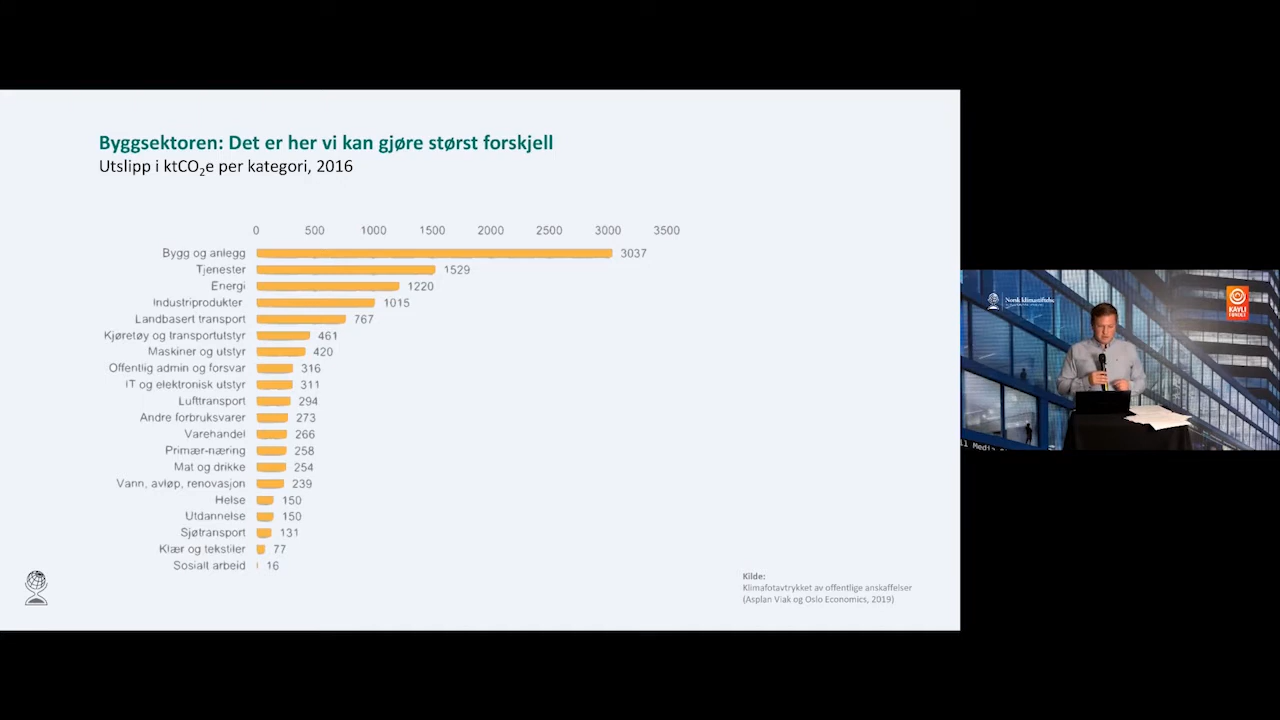 Byggsektoren: Det er her vi kan gjøre størst forskjell
Utslipp i ktCO₂e per kategori, 2016
0 500 1000 1500 2000 2500 3000 3500
Bygg og anlegg 3037
Tjenester 1529
Energi 1220
Industriprodukter 1015
Landbasert transport 767
Kjøretøy og transportutstyr 461
Maskiner og utstyr 420
Offentlig admin og forsvar 316
IT og elektronisk utstyr 311
Lufttransport 294
Andre forbruksvarer 273
Varehandel 266
Primær-næring 258
Mat og drikke 254
Vann, avløp, renovasjon 239
Helse 150
Utdannelse 150
Sjøtransport 131
Klær og tekstiler 77
Sosialt arbeid 16
Kilde:
Klimafotavtrykket av offentlige anskaffelser
(Asplan Viak og Oslo Economics, 2019)
Norsk klimastiftelse
KAVLI
FONDET